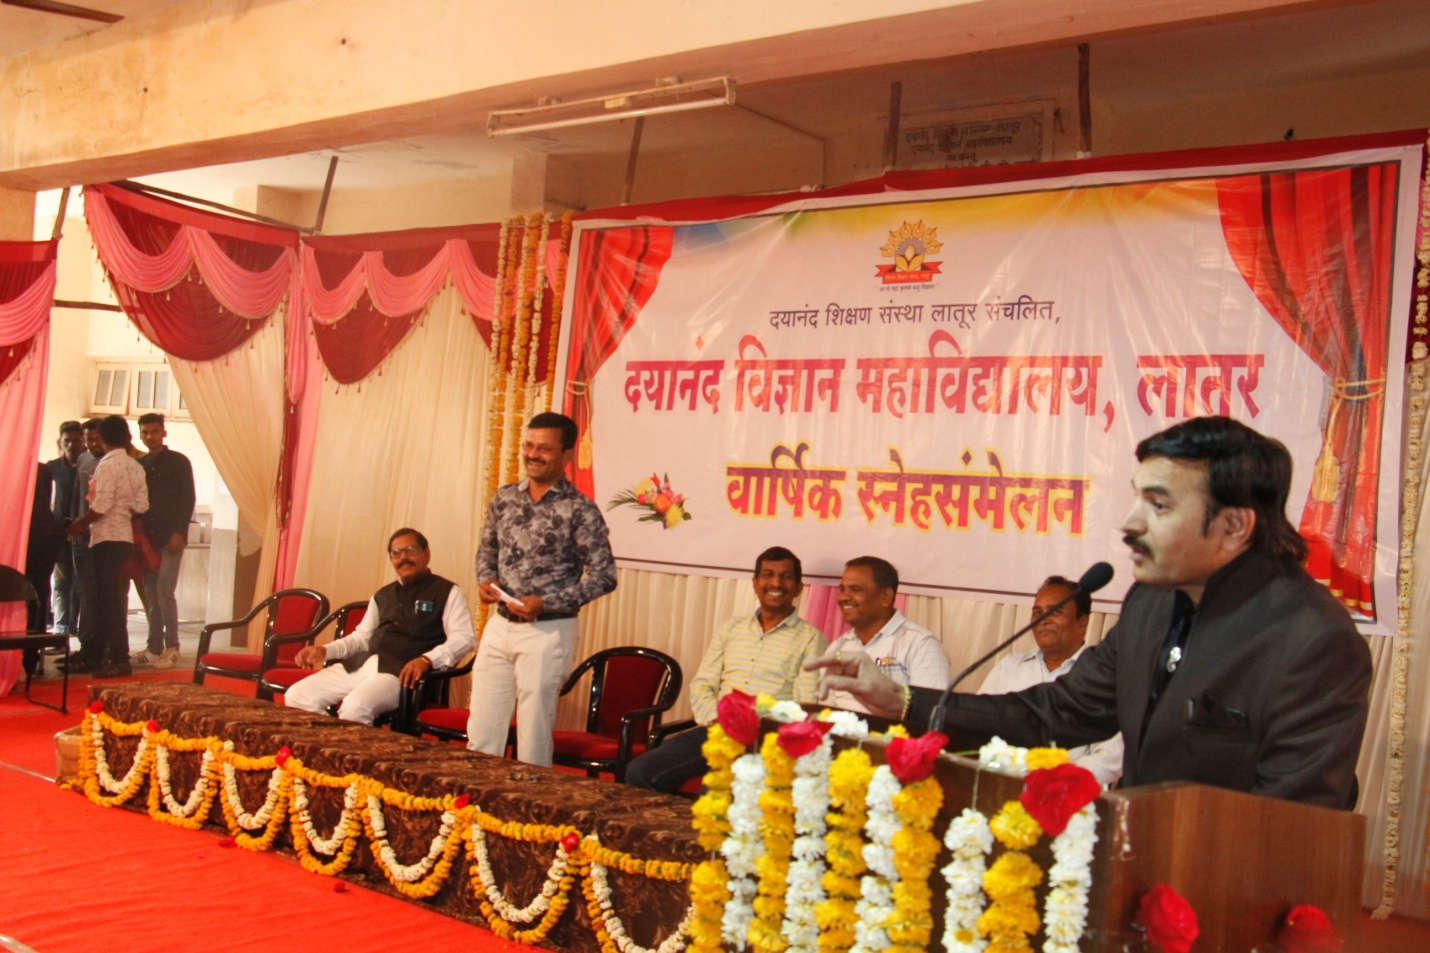 दयानंद शिक्षण संस्था लातूर संचलित,
दयानंद विज्ञान महाविद्यालय, लातूर
वार्षिक स्नेहसंमेलन